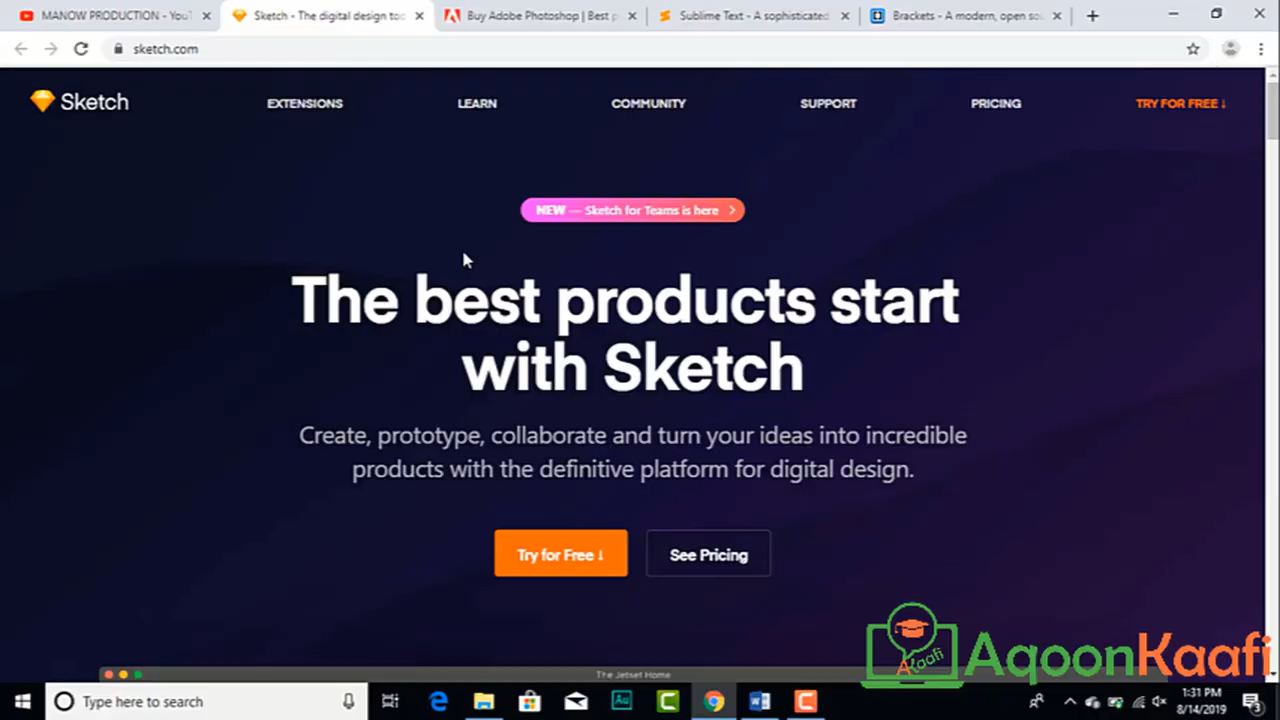 MANOW PRODUCTION - YouT
Sketch - The digital design too
Buy Adobe Photoshop | Best p
Sublime Text - A sophisticated
Brackets - A modern, open sou
sketch.com
Sketch
EXTENSIONS
LEARN
COMMUNITY
SUPPORT
PRICING
TRY FOR FREE ↓
NEW — Sketch for Teams is here
The best products start
with Sketch
Create, prototype, collaborate and turn your ideas into incredible
products with the definitive platform for digital design.
Try for Free ↓
See Pricing
The Jetset Home
AKaafi
AqoonKaafi
Type here to search
Au
1:31 PM
8/14/2019
3